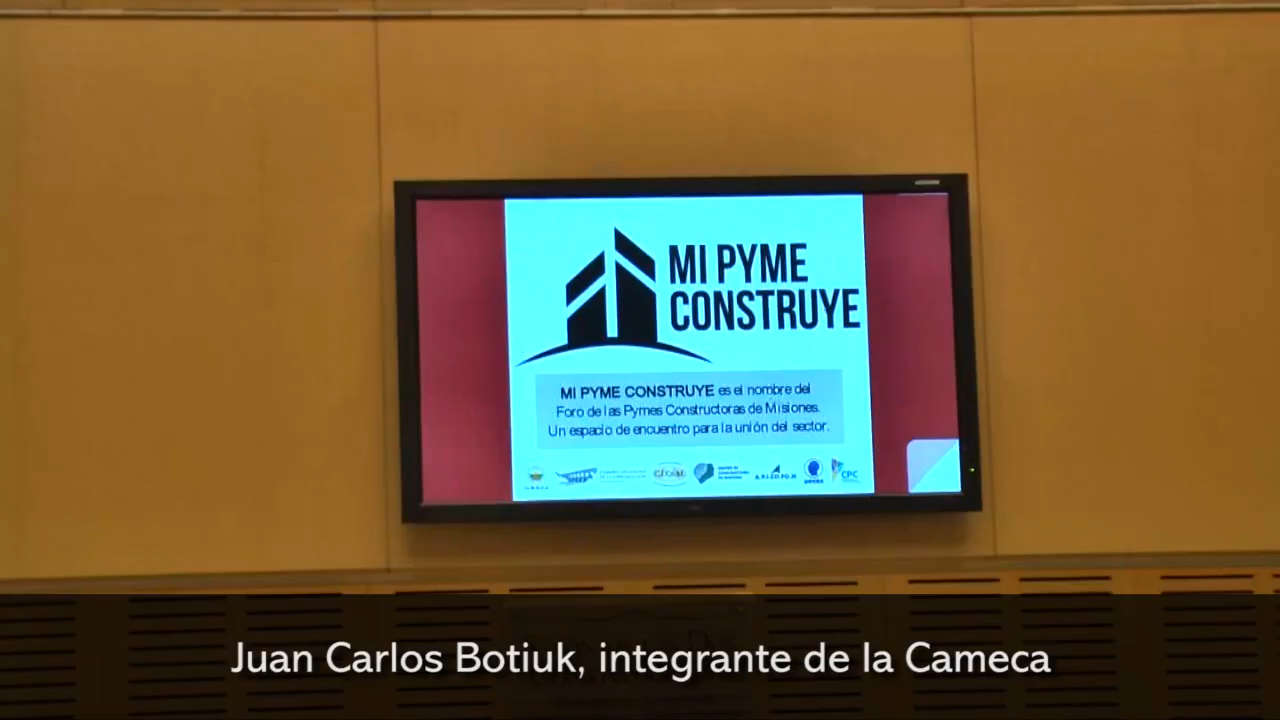 MI PYME
CONSTRUYE
MI PYME CONSTRUYE es el nombre del
Foro de las Pymes Constructoras de Misiones.
Un espacio de encuentro para la unión del sector.
CPC
Juan Carlos Botiuk, integrante de la Cameca